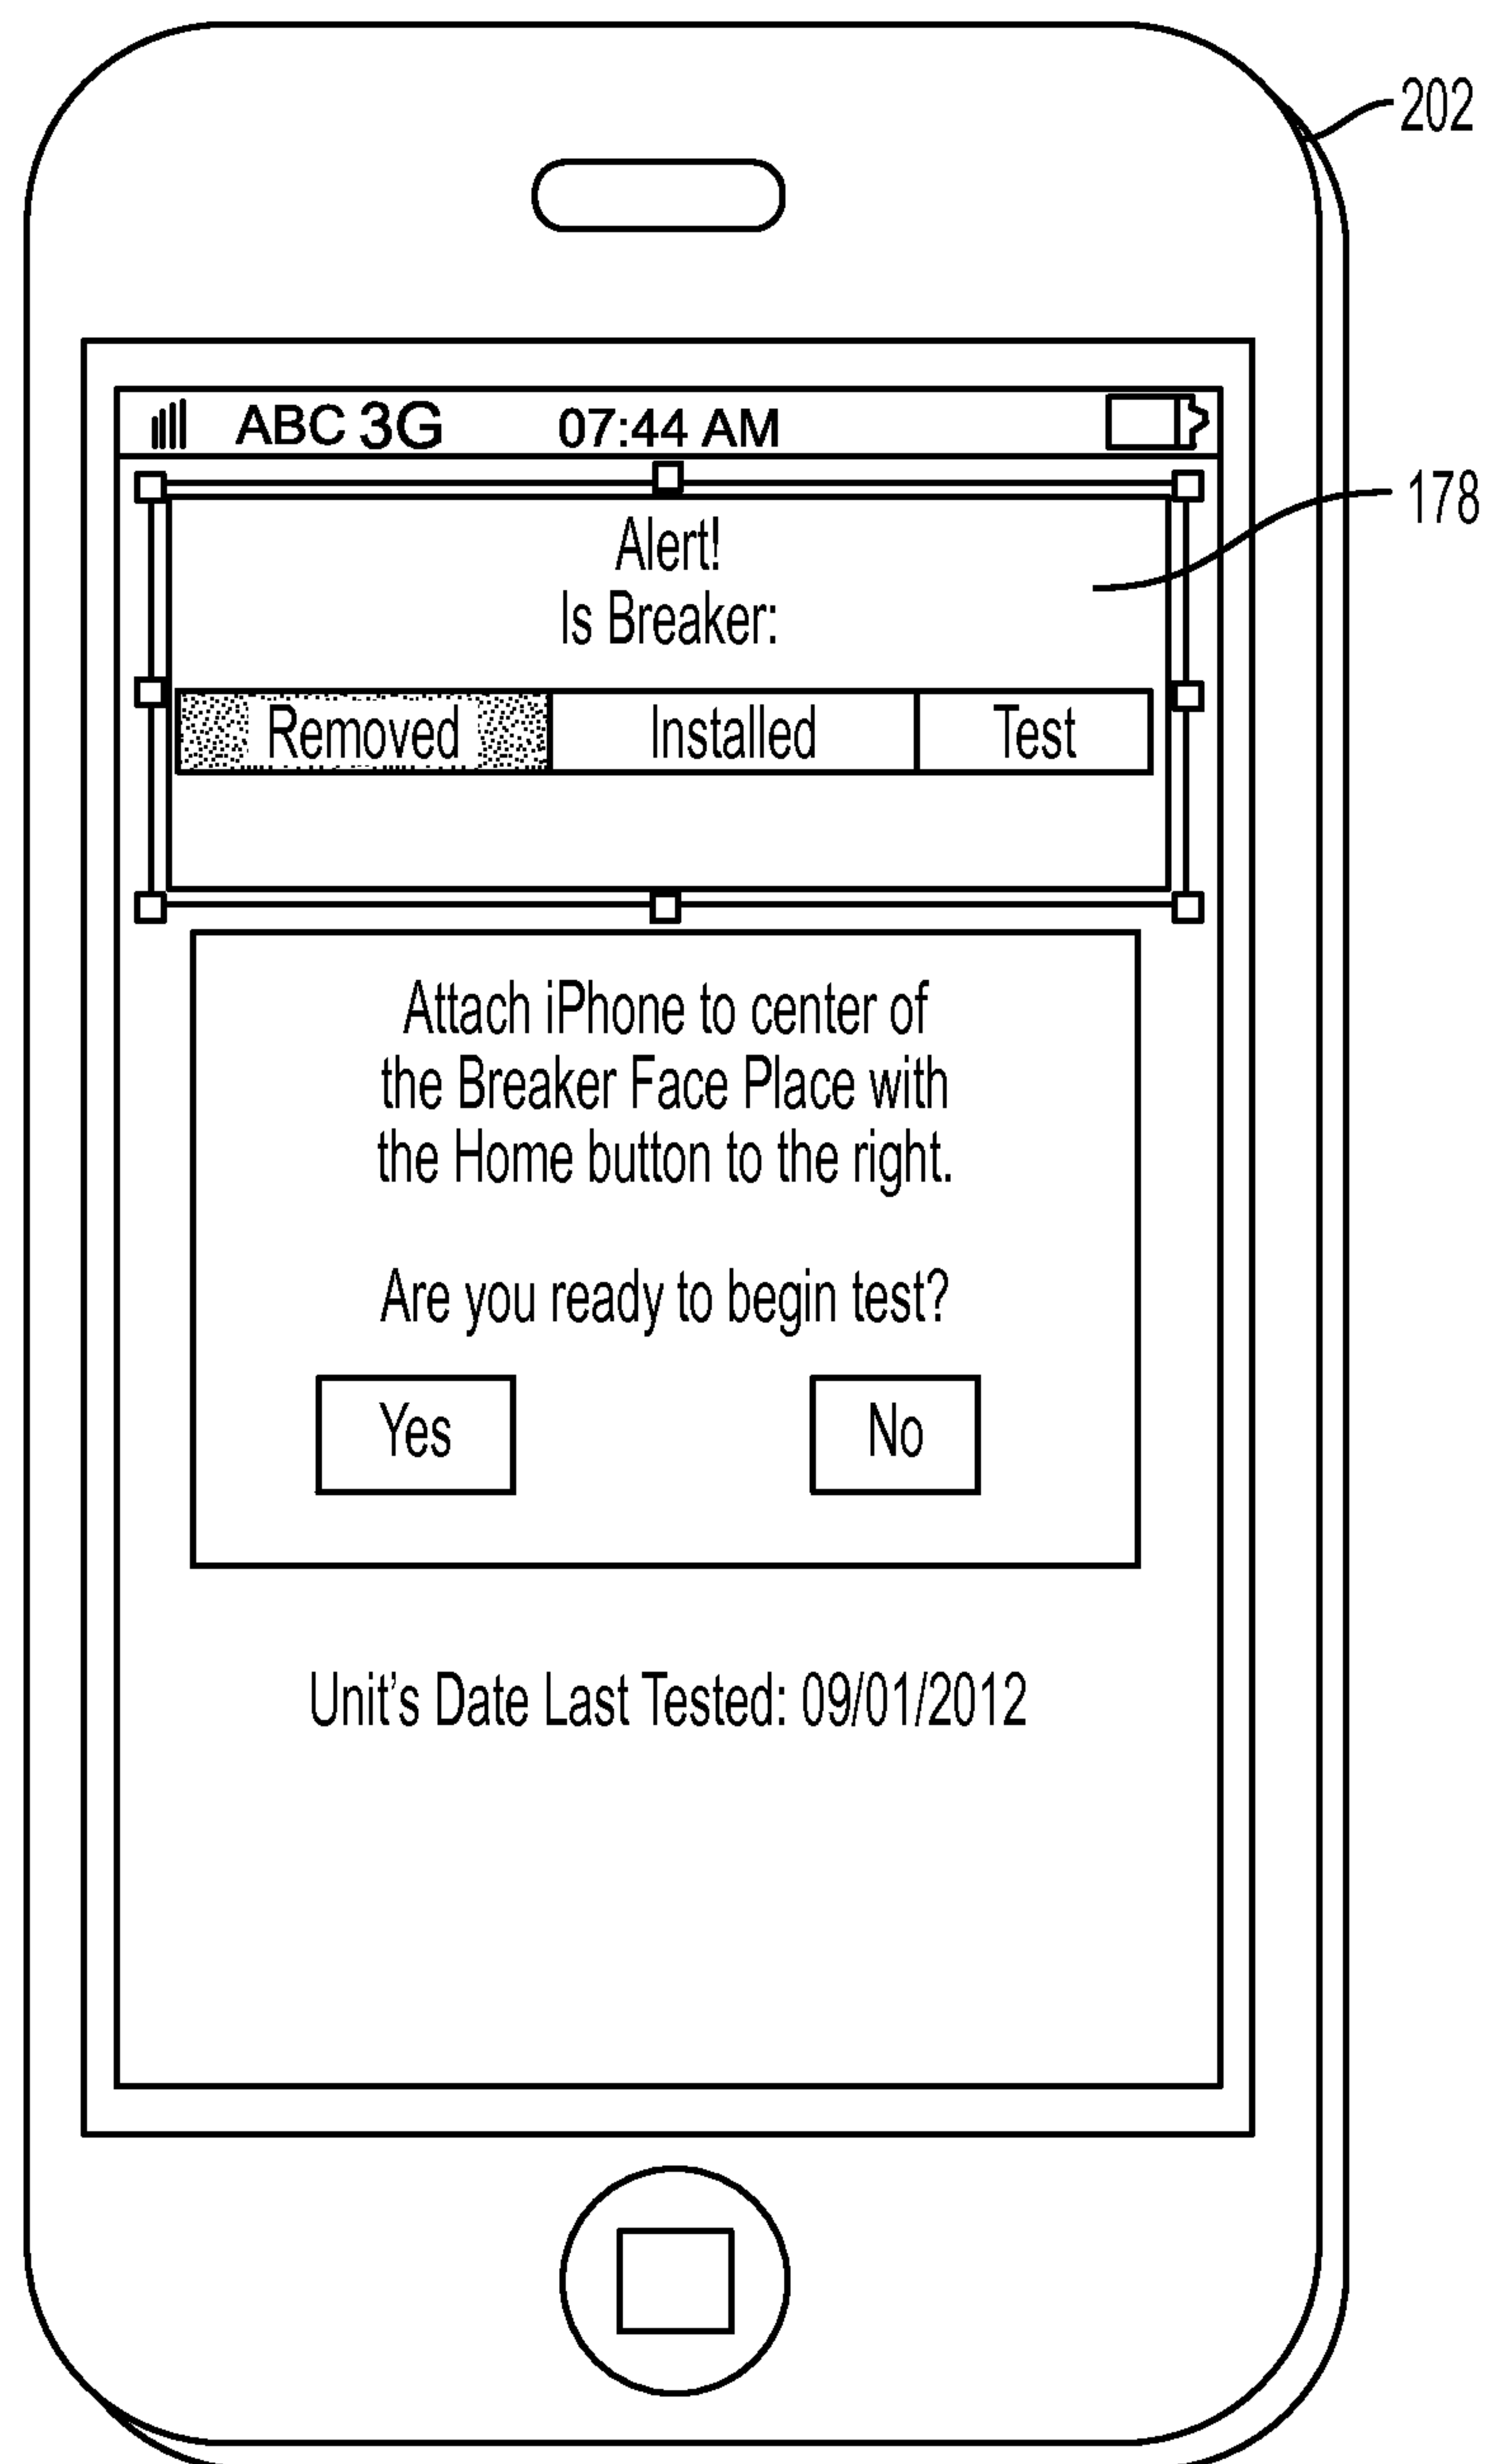 202
ABC 3G 07:44 AM
178
Alert!
Is Breaker:
Removed Installed Test
Attach iPhone to center of
the Breaker Face Place with
the Home button to the right.
Are you ready to begin test?
Yes No
Unit's Date Last Tested: 09/01/2012